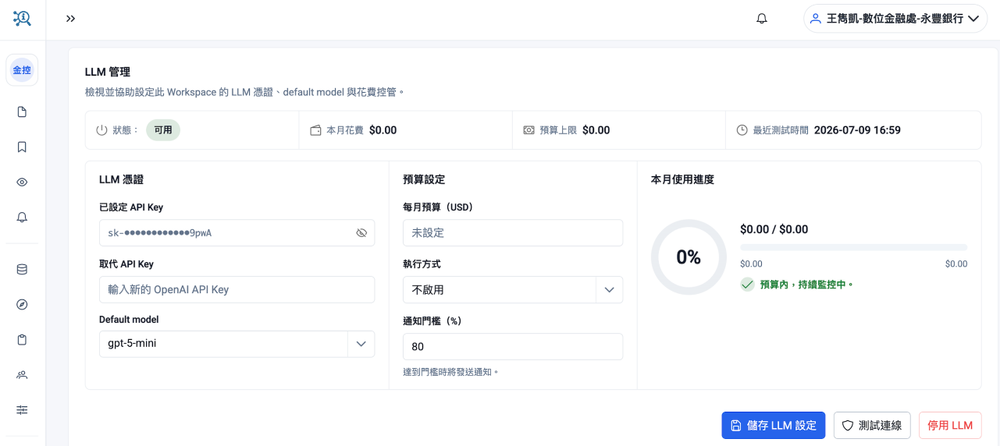 王雋凱-數位金融處-永豐銀行
金控
LLM 管理
檢視並協助設定此 Workspace 的 LLM 憑證、default model 與花費控管。
狀態： 可用
本月花費 $0.00
預算上限 $0.00
最近測試時間 2026-07-09 16:59
LLM 憑證
已設定 API Key
sk-●●●●●●●●●●●●9pwA
取代 API Key
輸入新的 OpenAI API Key
Default model
gpt-5-mini
預算設定
每月預算（USD）
未設定
執行方式
不啟用
通知門檻（%）
80
達到門檻時將發送通知。
本月使用進度
0%
$0.00 / $0.00
$0.00 $0.00
預算內，持續監控中。
儲存 LLM 設定
測試連線
停用 LLM